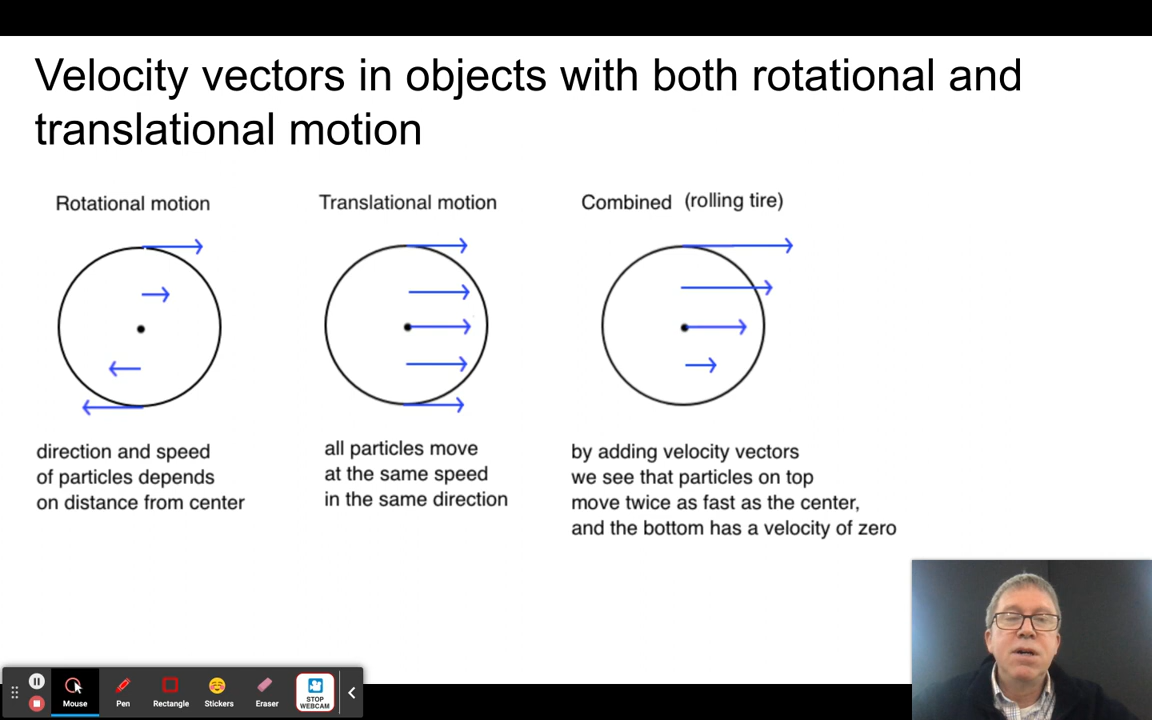 Velocity vectors in objects with both rotational and
translational motion
Rotational motion
direction and speed
of particles depends
on distance from center
Translational motion
all particles move
at the same speed
in the same direction
Combined (rolling tire)
by adding velocity vectors
we see that particles on top
move twice as fast as the center,
and the bottom has a velocity of zero
Mouse
Pen
Rectangle
Stickers
Eraser
STOP
WEBCAM